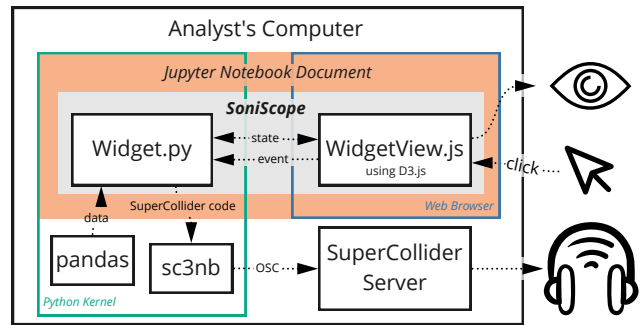 Analyst's Computer
Jupyter Notebook Document
SoniScope
Widget.py
state
event
WidgetView.js
using D3.js
click
data
SuperCollider code
Web Browser
pandas
sc3nb
OSC
SuperCollider
Server
Python Kernel